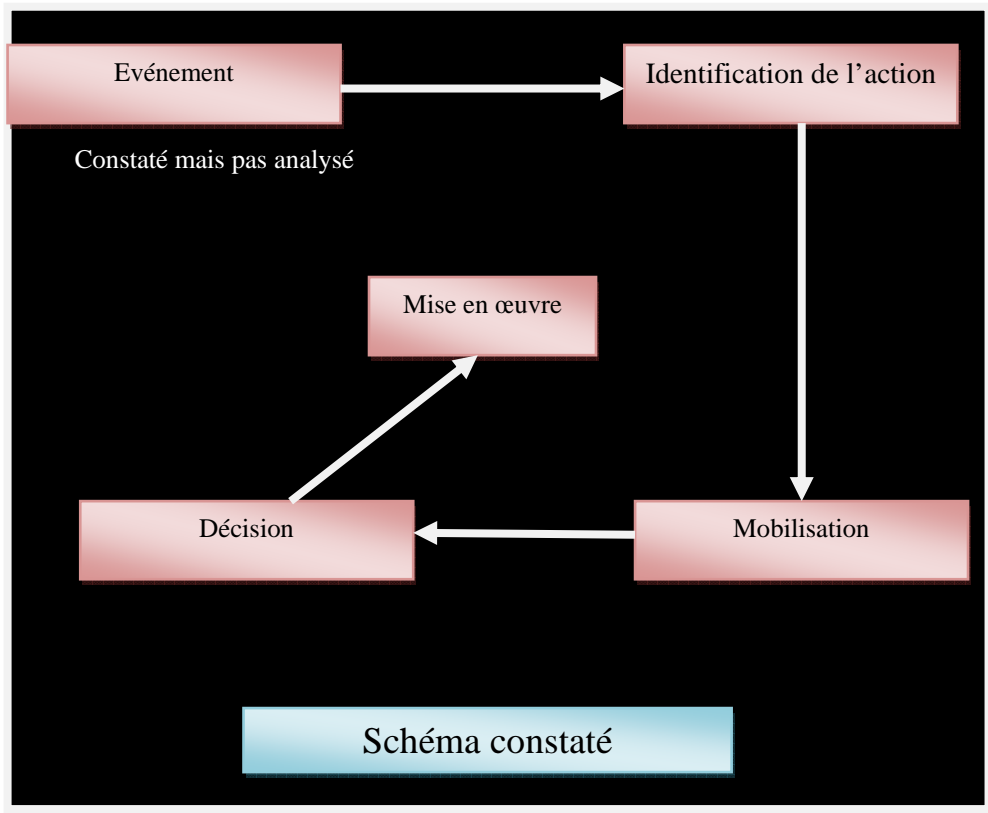 Evénement
Identification de l’action
Constaté mais pas analysé
Mise en œuvre
Décision
Mobilisation
Schéma constaté